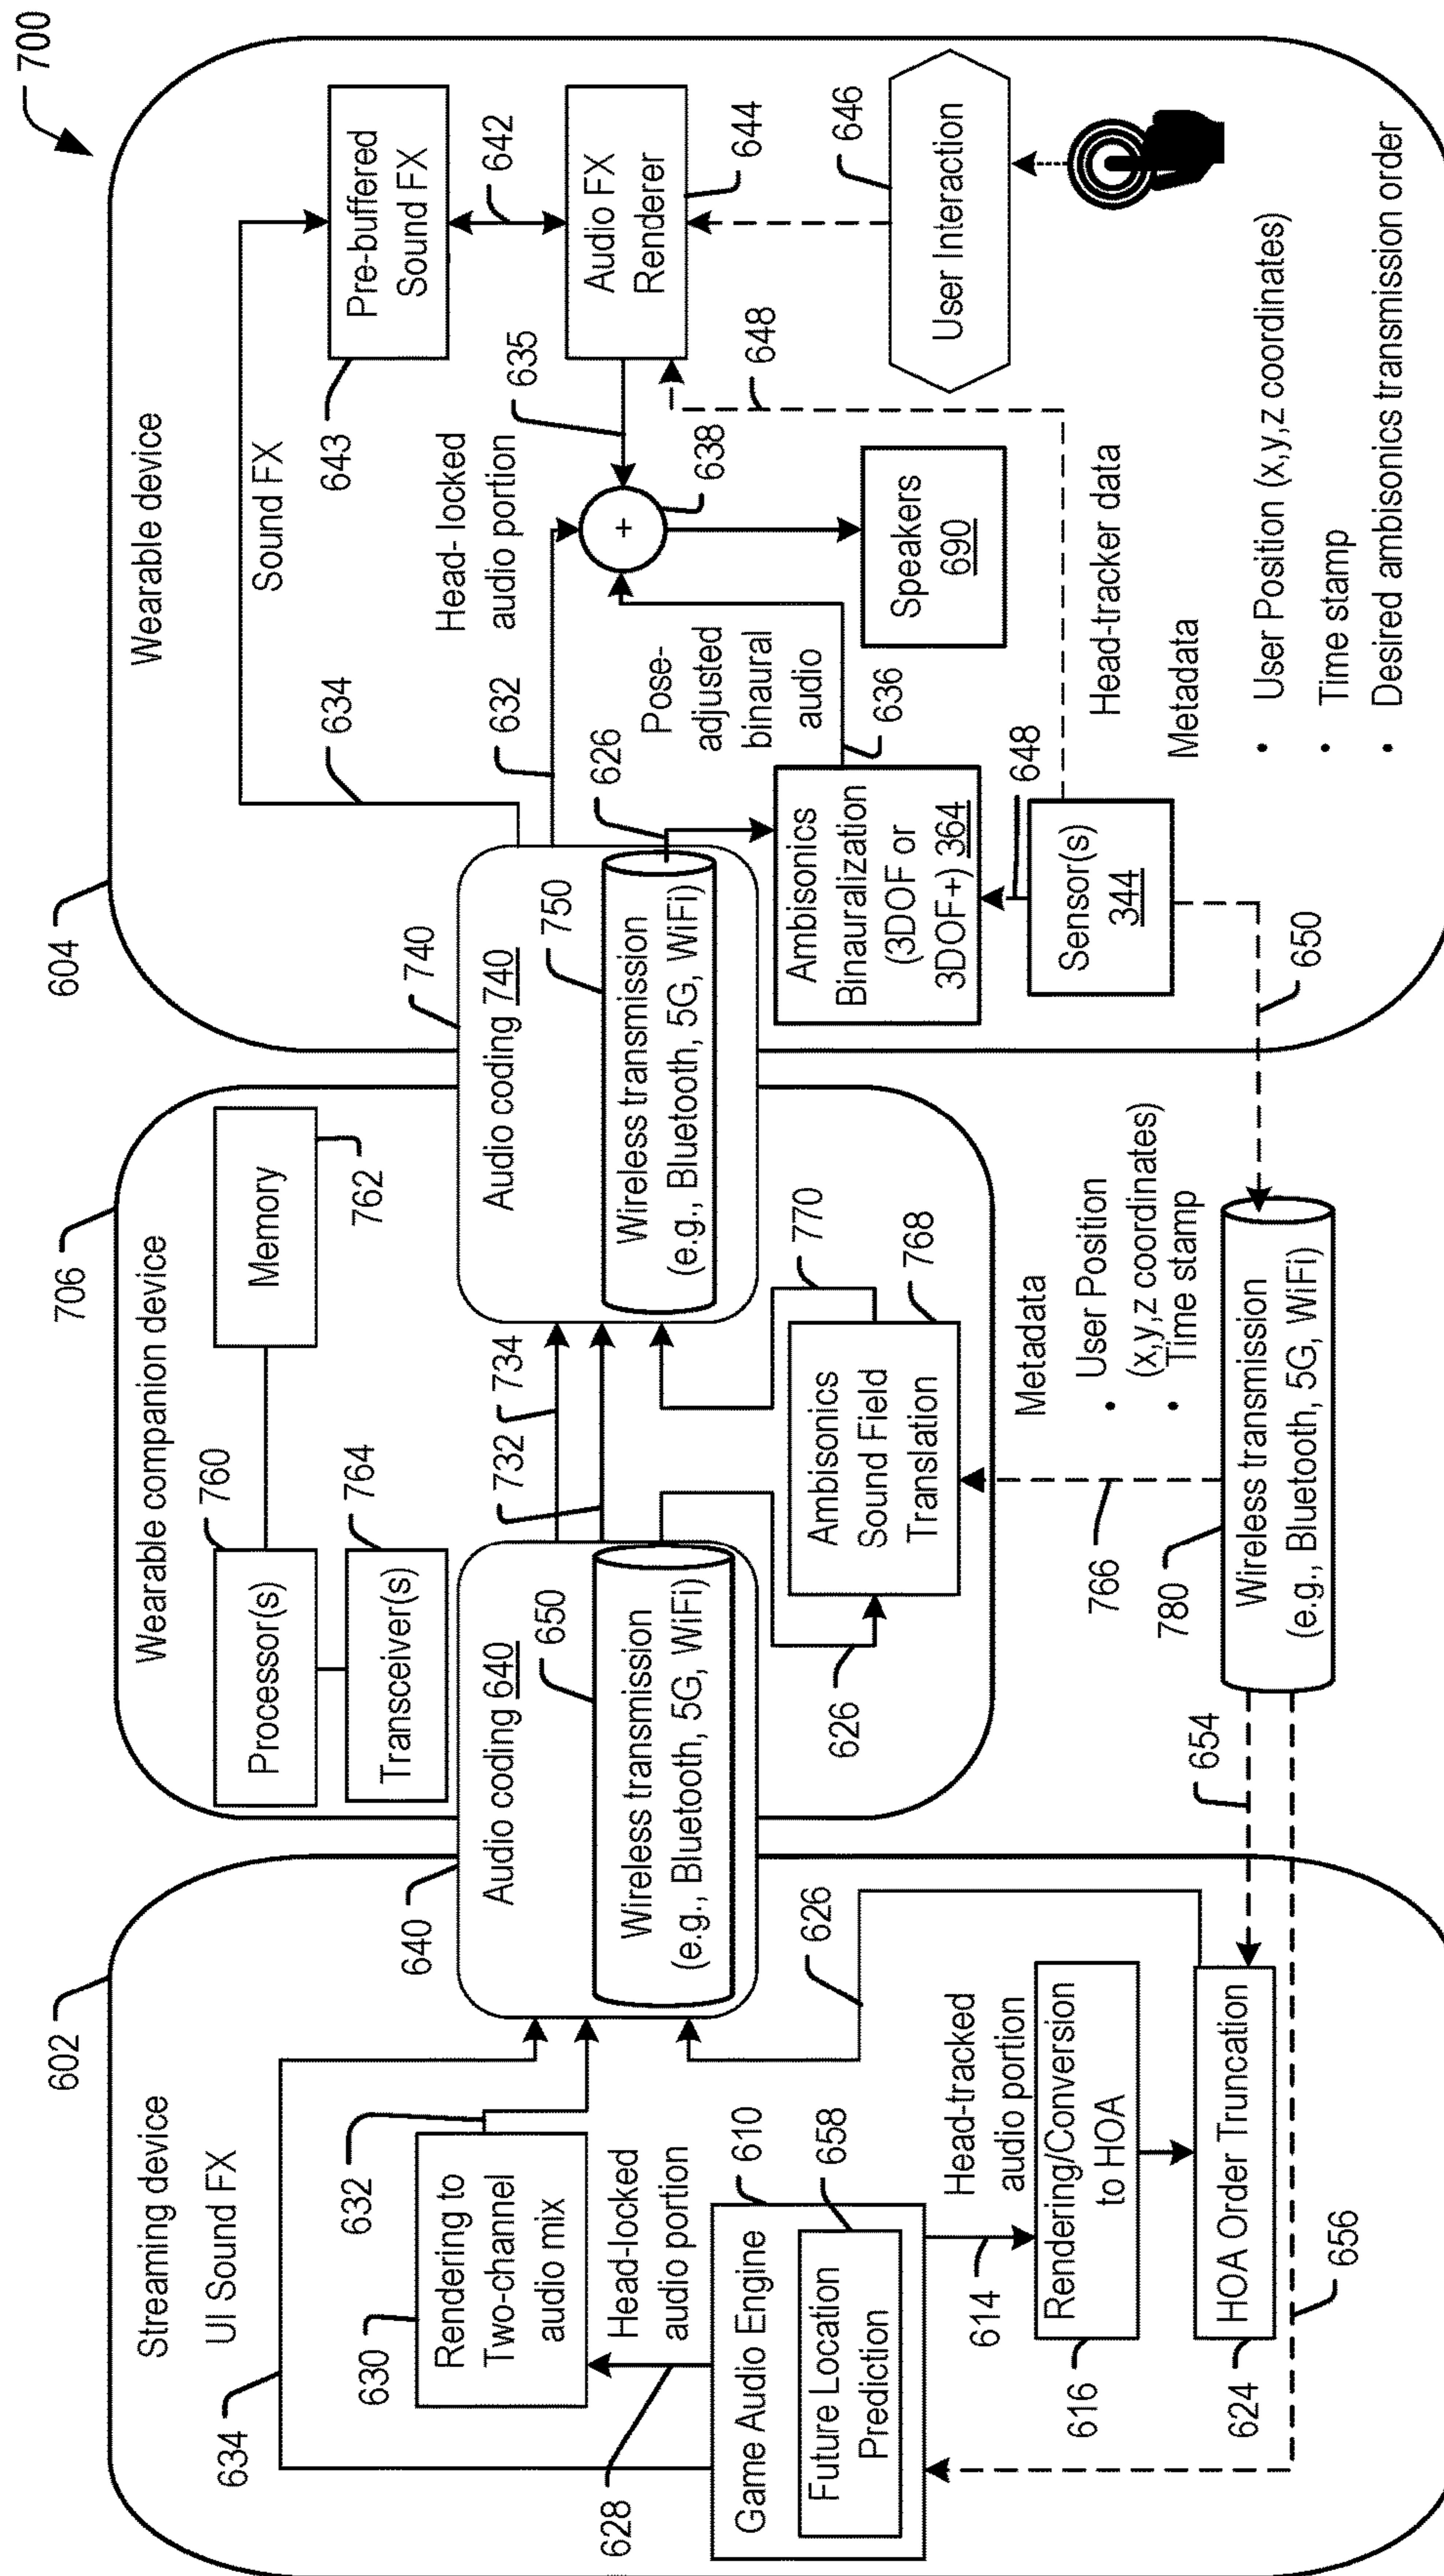 700
602
Streaming device
UI Sound FX
634
630
Rendering to
Two-channel
audio mix
632
628
Head-locked
audio portion
Game Audio Engine
610
Future Location
Prediction
658
614
Head-tracked
audio portion
616
Rendering/Conversion
to HOA
624
HOA Order Truncation
626
656
654
640
Audio coding 640
650
Wireless transmission
(e.g., Bluetooth, 5G, WiFi)
706
Wearable companion device
760
Processor(s)
764
Transceiver(s)
Memory
762
732
734
626
Ambisonics
Sound Field
Translation
768
770
766
Metadata
• User Position
(x,y,z coordinates)
• Time stamp
780
Wireless transmission
(e.g., Bluetooth, 5G, WiFi)
650
740
Audio coding 740
750
Wireless transmission
(e.g., Bluetooth, 5G, WiFi)
604
Wearable device
634
Sound FX
643
Pre-buffered
Sound FX
642
632
Head- locked
audio portion
635
Audio FX
Renderer
644
626
Pose-
adjusted
binaural
audio
636
638
+
Speakers
690
648
User Interaction
646
Ambisonics
Binauralization
(3DOF or
3DOF+) 364
648
Sensor(s)
344
Head-tracker data
Metadata
• User Position (x,y,z coordinates)
• Time stamp
• Desired ambisonics transmission order